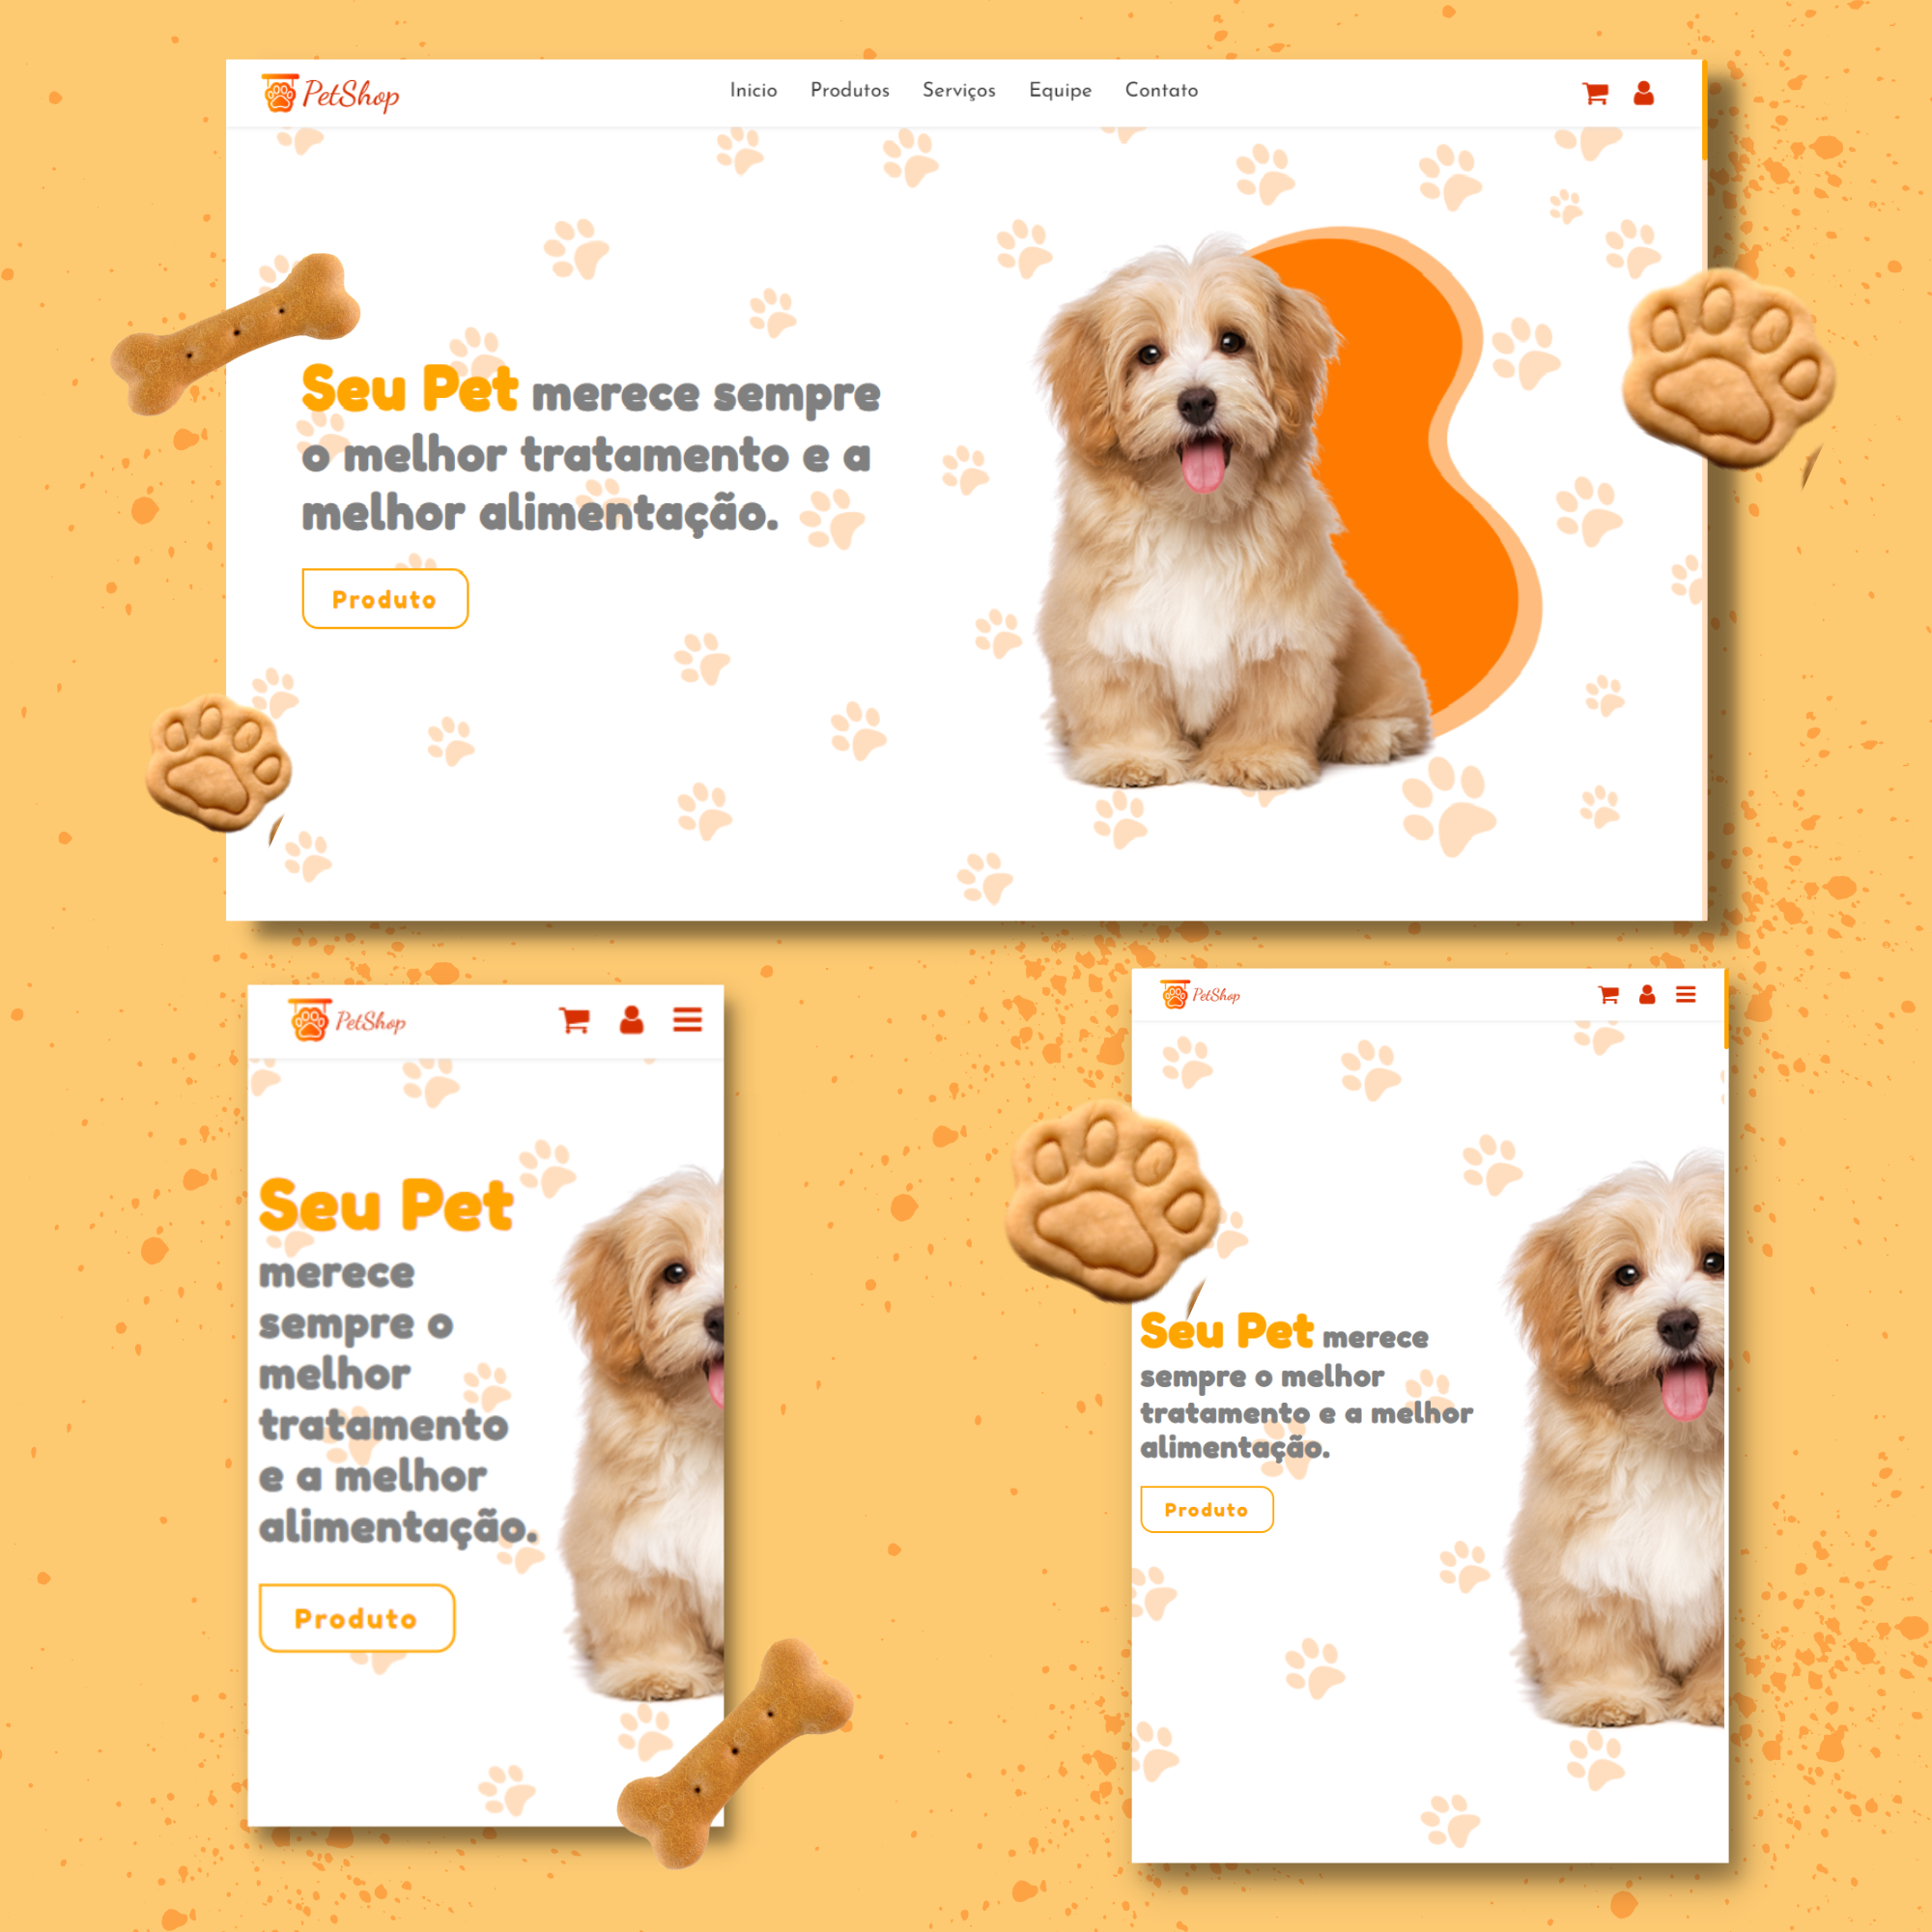 PetShop
Inicio Produtos Serviços Equipe Contato
Seu Pet merece sempre
o melhor tratamento e a
melhor alimentação.
Produto
PetShop
Seu Pet
merece
sempre o
melhor
tratamento
e a melhor
alimentação.
Produto
PetShop
Seu Pet merece
sempre o melhor
tratamento e a melhor
alimentação.
Produto